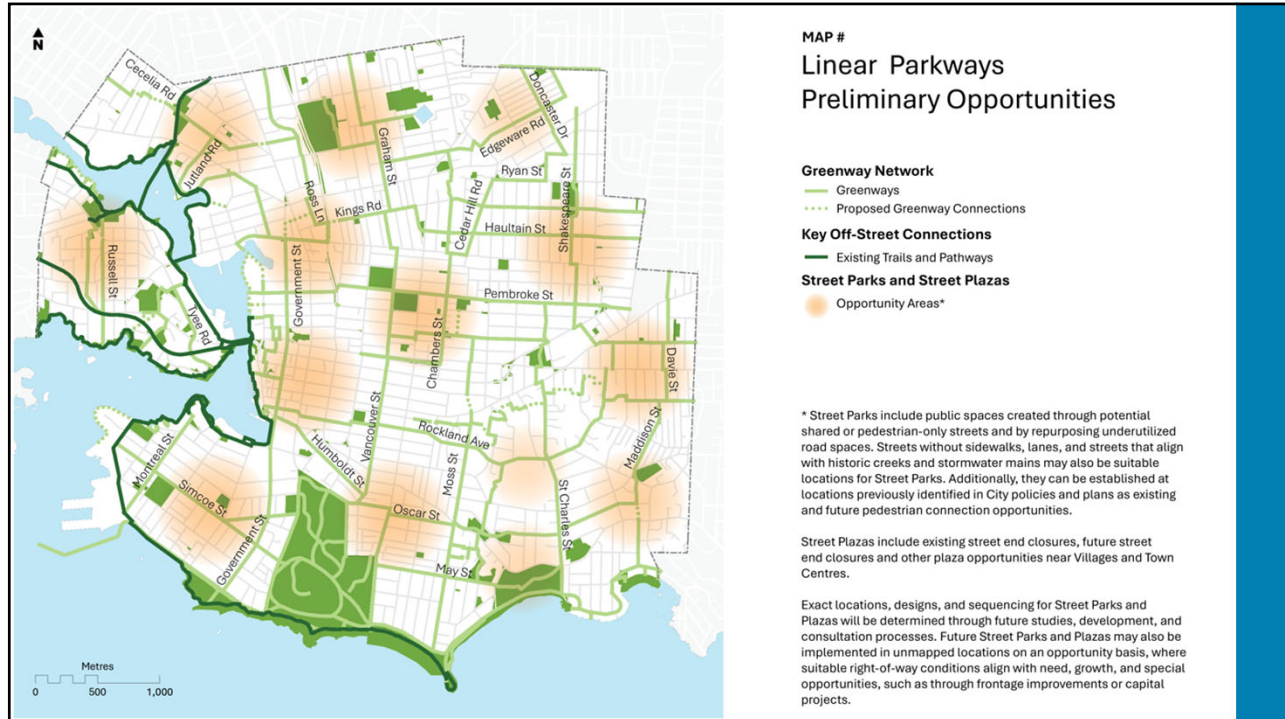 N
Cecelia Rd
Doncaster Dr
Edgeware Rd
Graham St
Jutland Rd
Ryan St
Shakespeare St
Ross Ln
Kings Rd
Cedar Hill Rd
Haultain St
Russell St
Government St
Pembroke St
Tyee Rd
Chambers St
Davie St
Vancouver St
Rockland Ave
Maddison St
Humboldt St
Montreal St
Moss St
Simcoe St
Oscar St
St Charles St
Government St
May St
Metres
0 500 1,000
MAP #
Linear Parkways
Preliminary Opportunities
Greenway Network
Greenways
Proposed Greenway Connections
Key Off-Street Connections
Existing Trails and Pathways
Street Parks and Street Plazas
Opportunity Areas*
* Street Parks include public spaces created through potential
shared or pedestrian-only streets and by repurposing underutilized
road spaces. Streets without sidewalks, lanes, and streets that align
with historic creeks and stormwater mains may also be suitable
locations for Street Parks. Additionally, they can be established at
locations previously identified in City policies and plans as existing
and future pedestrian connection opportunities.
Street Plazas include existing street end closures, future street
end closures and other plaza opportunities near Villages and Town
Centres.
Exact locations, designs, and sequencing for Street Parks and
Plazas will be determined through future studies, development, and
consultation processes. Future Street Parks and Plazas may also be
implemented in unmapped locations on an opportunity basis, where
suitable right-of-way conditions align with need, growth, and special
opportunities, such as through frontage improvements or capital
projects.